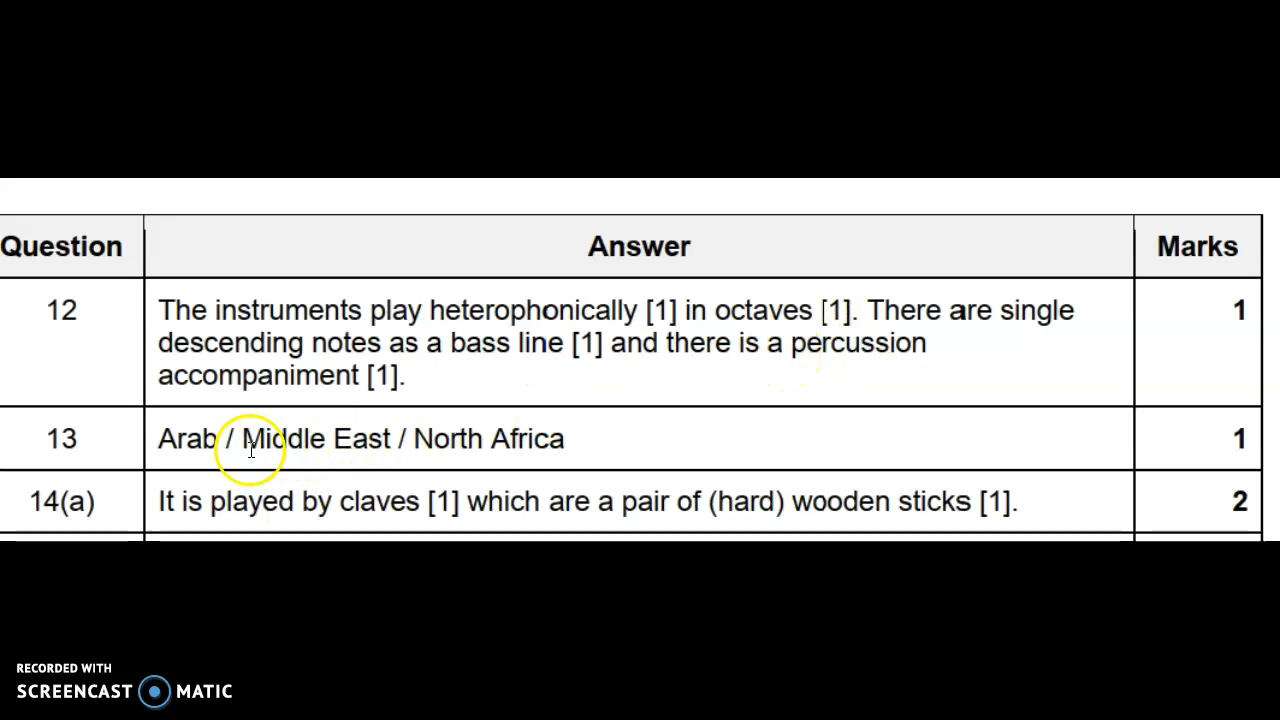 Question Answer Marks
12 The instruments play heterophonically [1] in octaves [1]. There are single 1
descending notes as a bass line [1] and there is a percussion
accompaniment [1].
13 Arab / Middle East / North Africa 1
14(a) It is played by claves [1] which are a pair of (hard) wooden sticks [1]. 2
RECORDED WITH
SCREENCAST MATIC